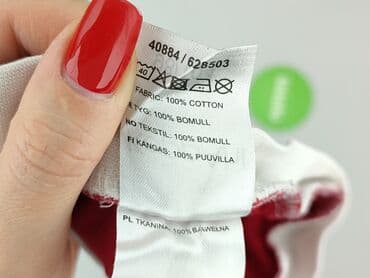 40884 / 628503
40
FABRIC: 100% COTTON
TYG: 100% BOMULL
NO TEKSTIL: 100% BOMULL
FI KANGAS: 100% PUUVILLA
PL TKANINA: 100% BAWEŁNA